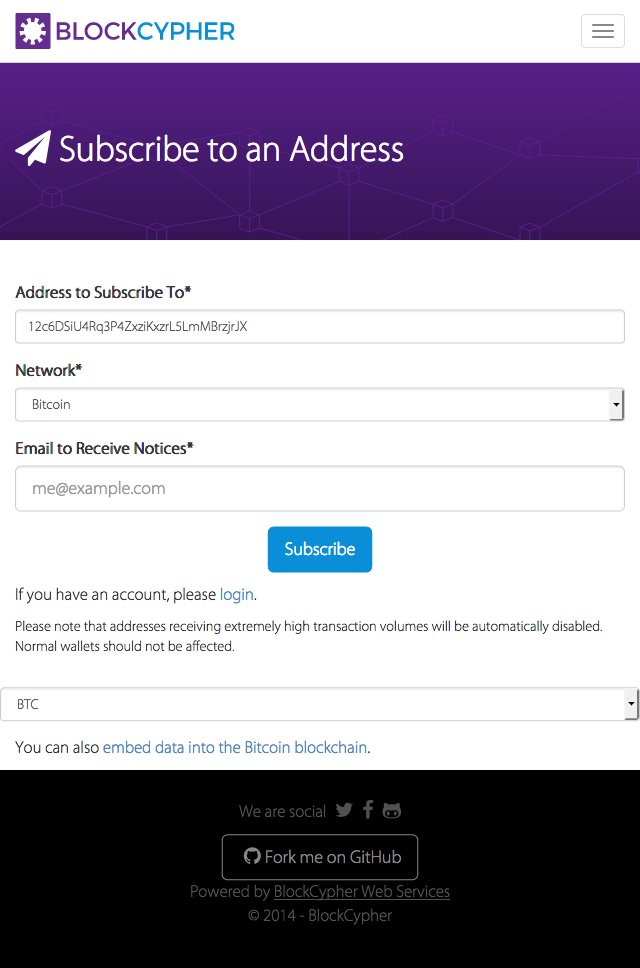 BLOCKCYPHER
Subscribe to an Address
Address to Subscribe To*
12c6DSiU4Rq3P4ZxziKxzrL5LmMBrzjrJX
Network*
Bitcoin
Email to Receive Notices*
me@example.com
Subscribe
If you have an account, please login.
Please note that addresses receiving extremely high transaction volumes will be automatically disabled.
Normal wallets should not be affected.
BTC
You can also embed data into the Bitcoin blockchain.
We are social
Fork me on GitHub
Powered by BlockCypher Web Services
© 2014 - BlockCypher